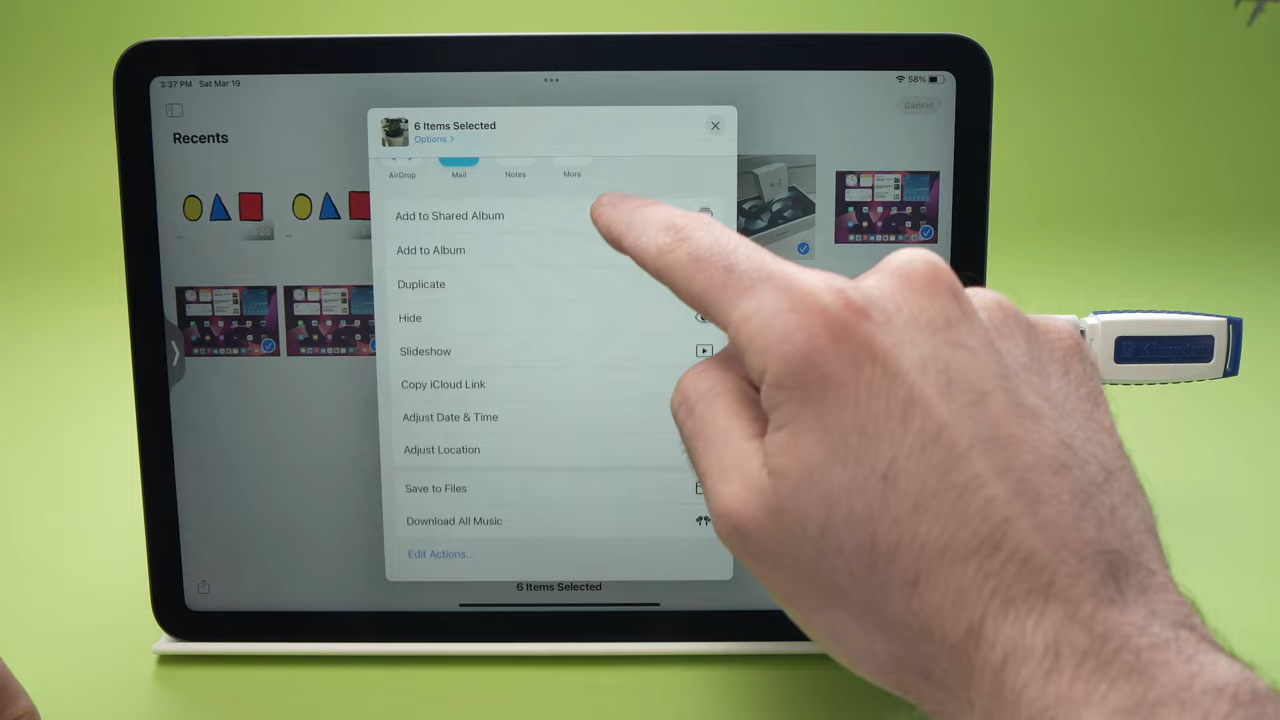 3:37 PM Sat Mar 19
58%
Cancel
Recents
6 Items Selected
Options >
AirDrop
Mail
Notes
More
Add to Shared Album
Add to Album
Duplicate
Hide
Slideshow
Copy iCloud Link
Adjust Date & Time
Adjust Location
Save to Files
Download All Music
Edit Actions...
6 Items Selected
Kingston